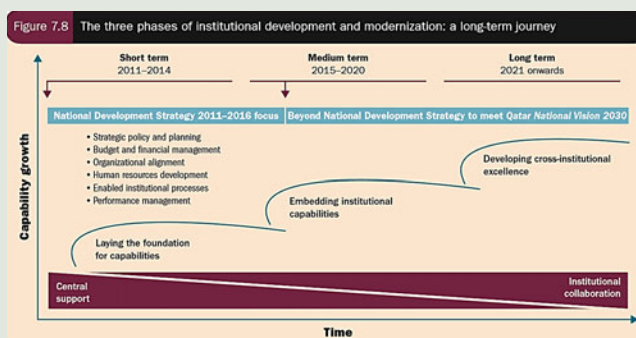 Figure 7.8 The three phases of institutional development and modernization: a long-term journey
Short term
2011–2014
Medium term
2015–2020
Long term
2021 onwards
National Development Strategy 2011–2016 focus
Beyond National Development Strategy to meet Qatar National Vision 2030
• Strategic policy and planning
• Budget and financial management
• Organizational alignment
• Human resources development
• Enabled institutional processes
• Performance management
Developing cross-institutional
excellence
Embedding institutional
capabilities
Laying the foundation
for capabilities
Capability growth
Central
support
Institutional
collaboration
Time